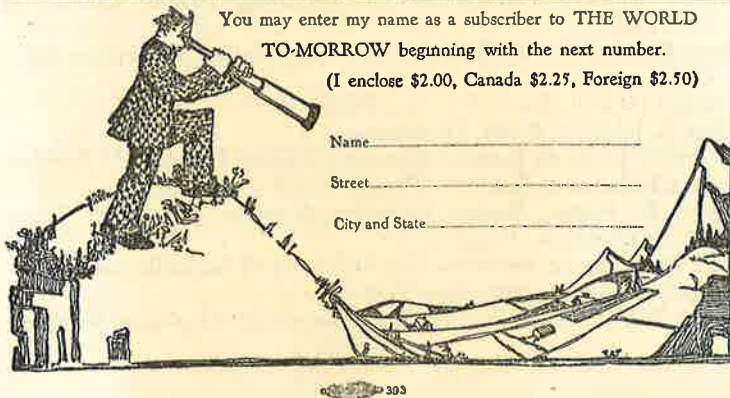 You may enter my name as a subscriber to THE WORLD
TO-MORROW beginning with the next number.
(I enclose $2.00, Canada $2.25, Foreign $2.50)
Name
Street
City and State
393